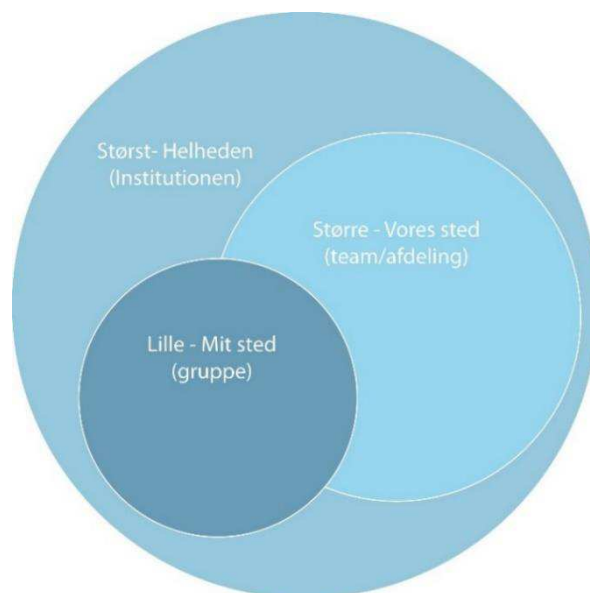 Størst- Helheden
(Institutionen)
Større - Vores sted
(team/afdeling)
Lille - Mit sted
(gruppe)